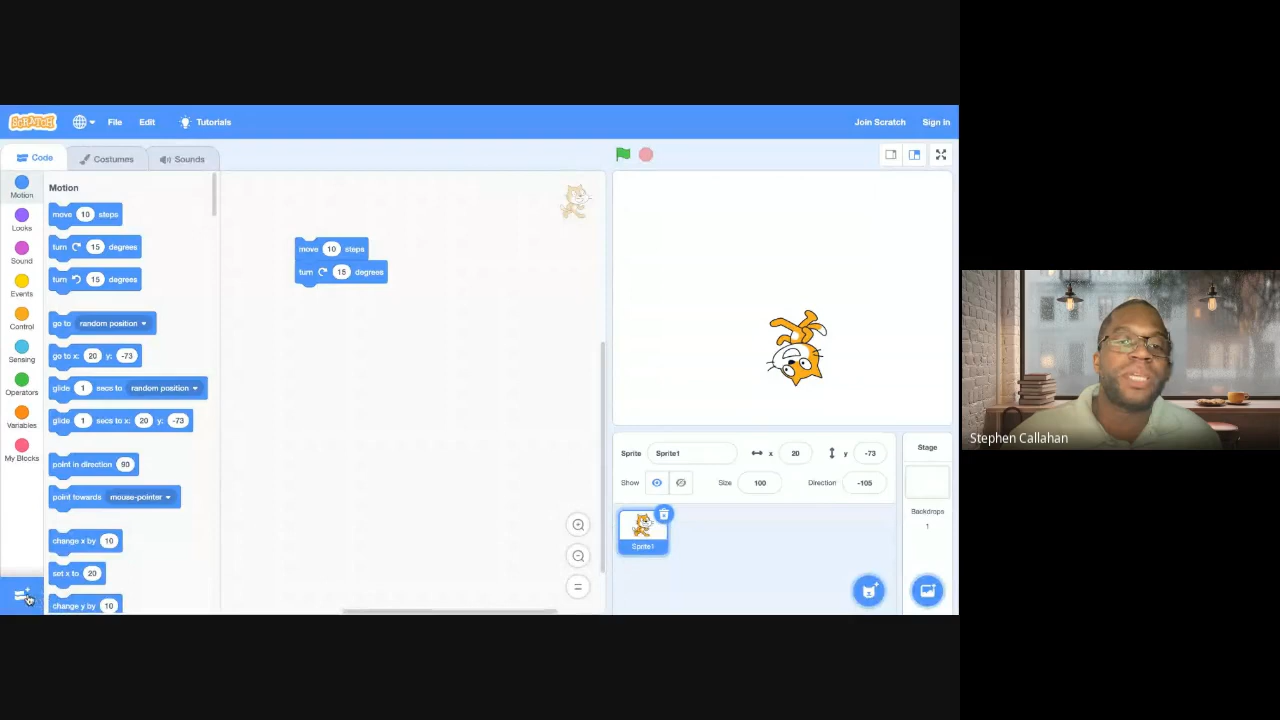 SCRATCH File Edit Tutorials Join Scratch Sign In
Code Costumes Sounds
Motion
Looks
Sound
Events
Control
Sensing
Operators
Variables
My Blocks
Motion
move 10 steps
turn 15 degrees
turn 15 degrees
go to random position
go to x: 20 y: -73
glide 1 secs to random position
glide 1 secs to x: 20 y: -73
point in direction 90
point towards mouse-pointer
change x by 10
set x to 20
change y by 10
move 10 steps
turn 15 degrees
Sprite Sprite1 x 20 y -73
Show Size 100 Direction -105
Sprite1
Stage
Backdrops
1
Stephen Callahan